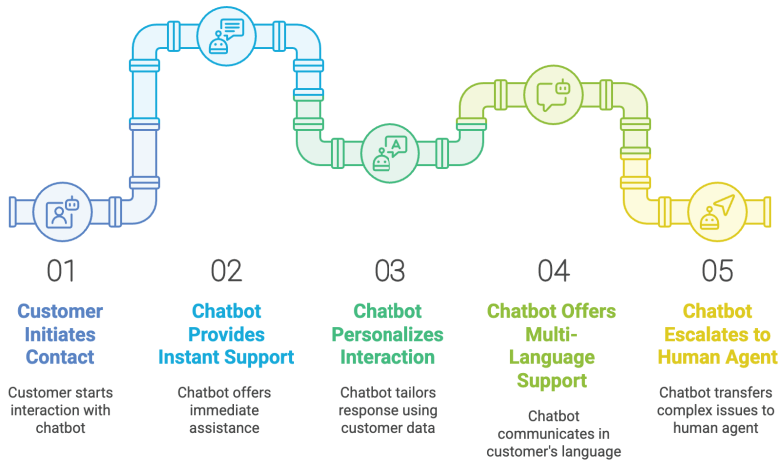 01
Customer
Initiates
Contact
Customer starts
interaction with
chatbot
02
Chatbot
Provides
Instant Support
Chatbot offers
immediate
assistance
03
A
Chatbot
Personalizes
Interaction
Chatbot tailors
response using
customer data
04
Chatbot Offers
Multi-
Language
Support
Chatbot
communicates in
customer's language
05
Chatbot
Escalates to
Human Agent
Chatbot transfers
complex issues to
human agent